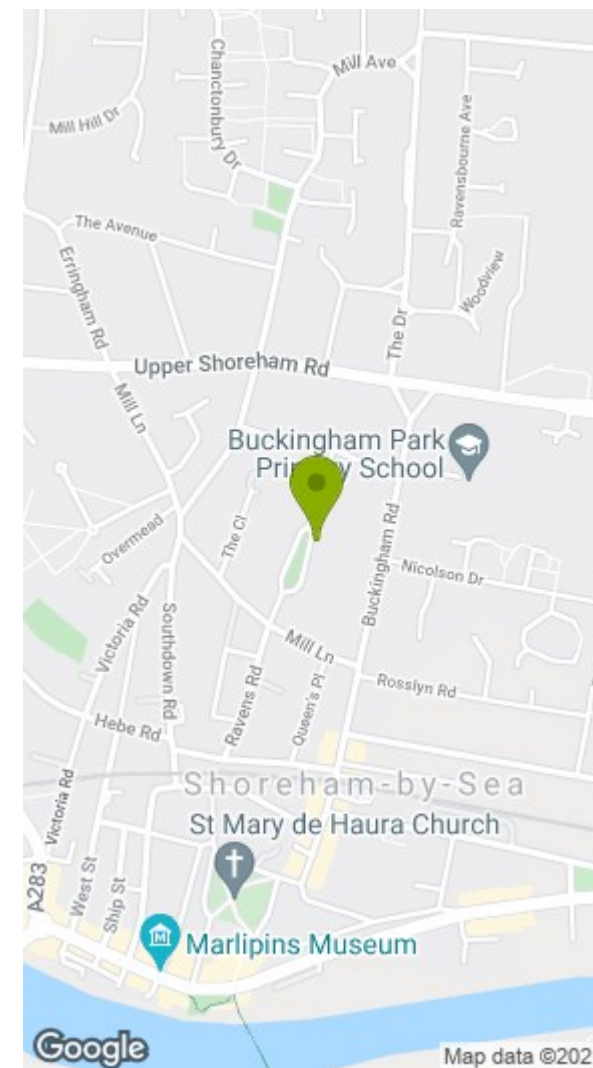 Mill Ave
Chanctonbury Dr
Mill Hill Dr
Ravensbourne Ave
The Avenue
Erringham Rd
Woodview
The Dr
Upper Shoreham Rd
Mill Ln
Buckingham Park
Primary School
Overmead
The Cl
Buckingham Rd
Nicolson Dr
Victoria Rd
Southdown Rd
Mill Ln
Rosslyn Rd
Ravens Rd
Queen's Pl
Hebe Rd
Shoreham-by-Sea
Victoria Rd
St Mary de Haura Church
A283
West St
Ship St
M
Marlipins Museum
Google
Map data ©202